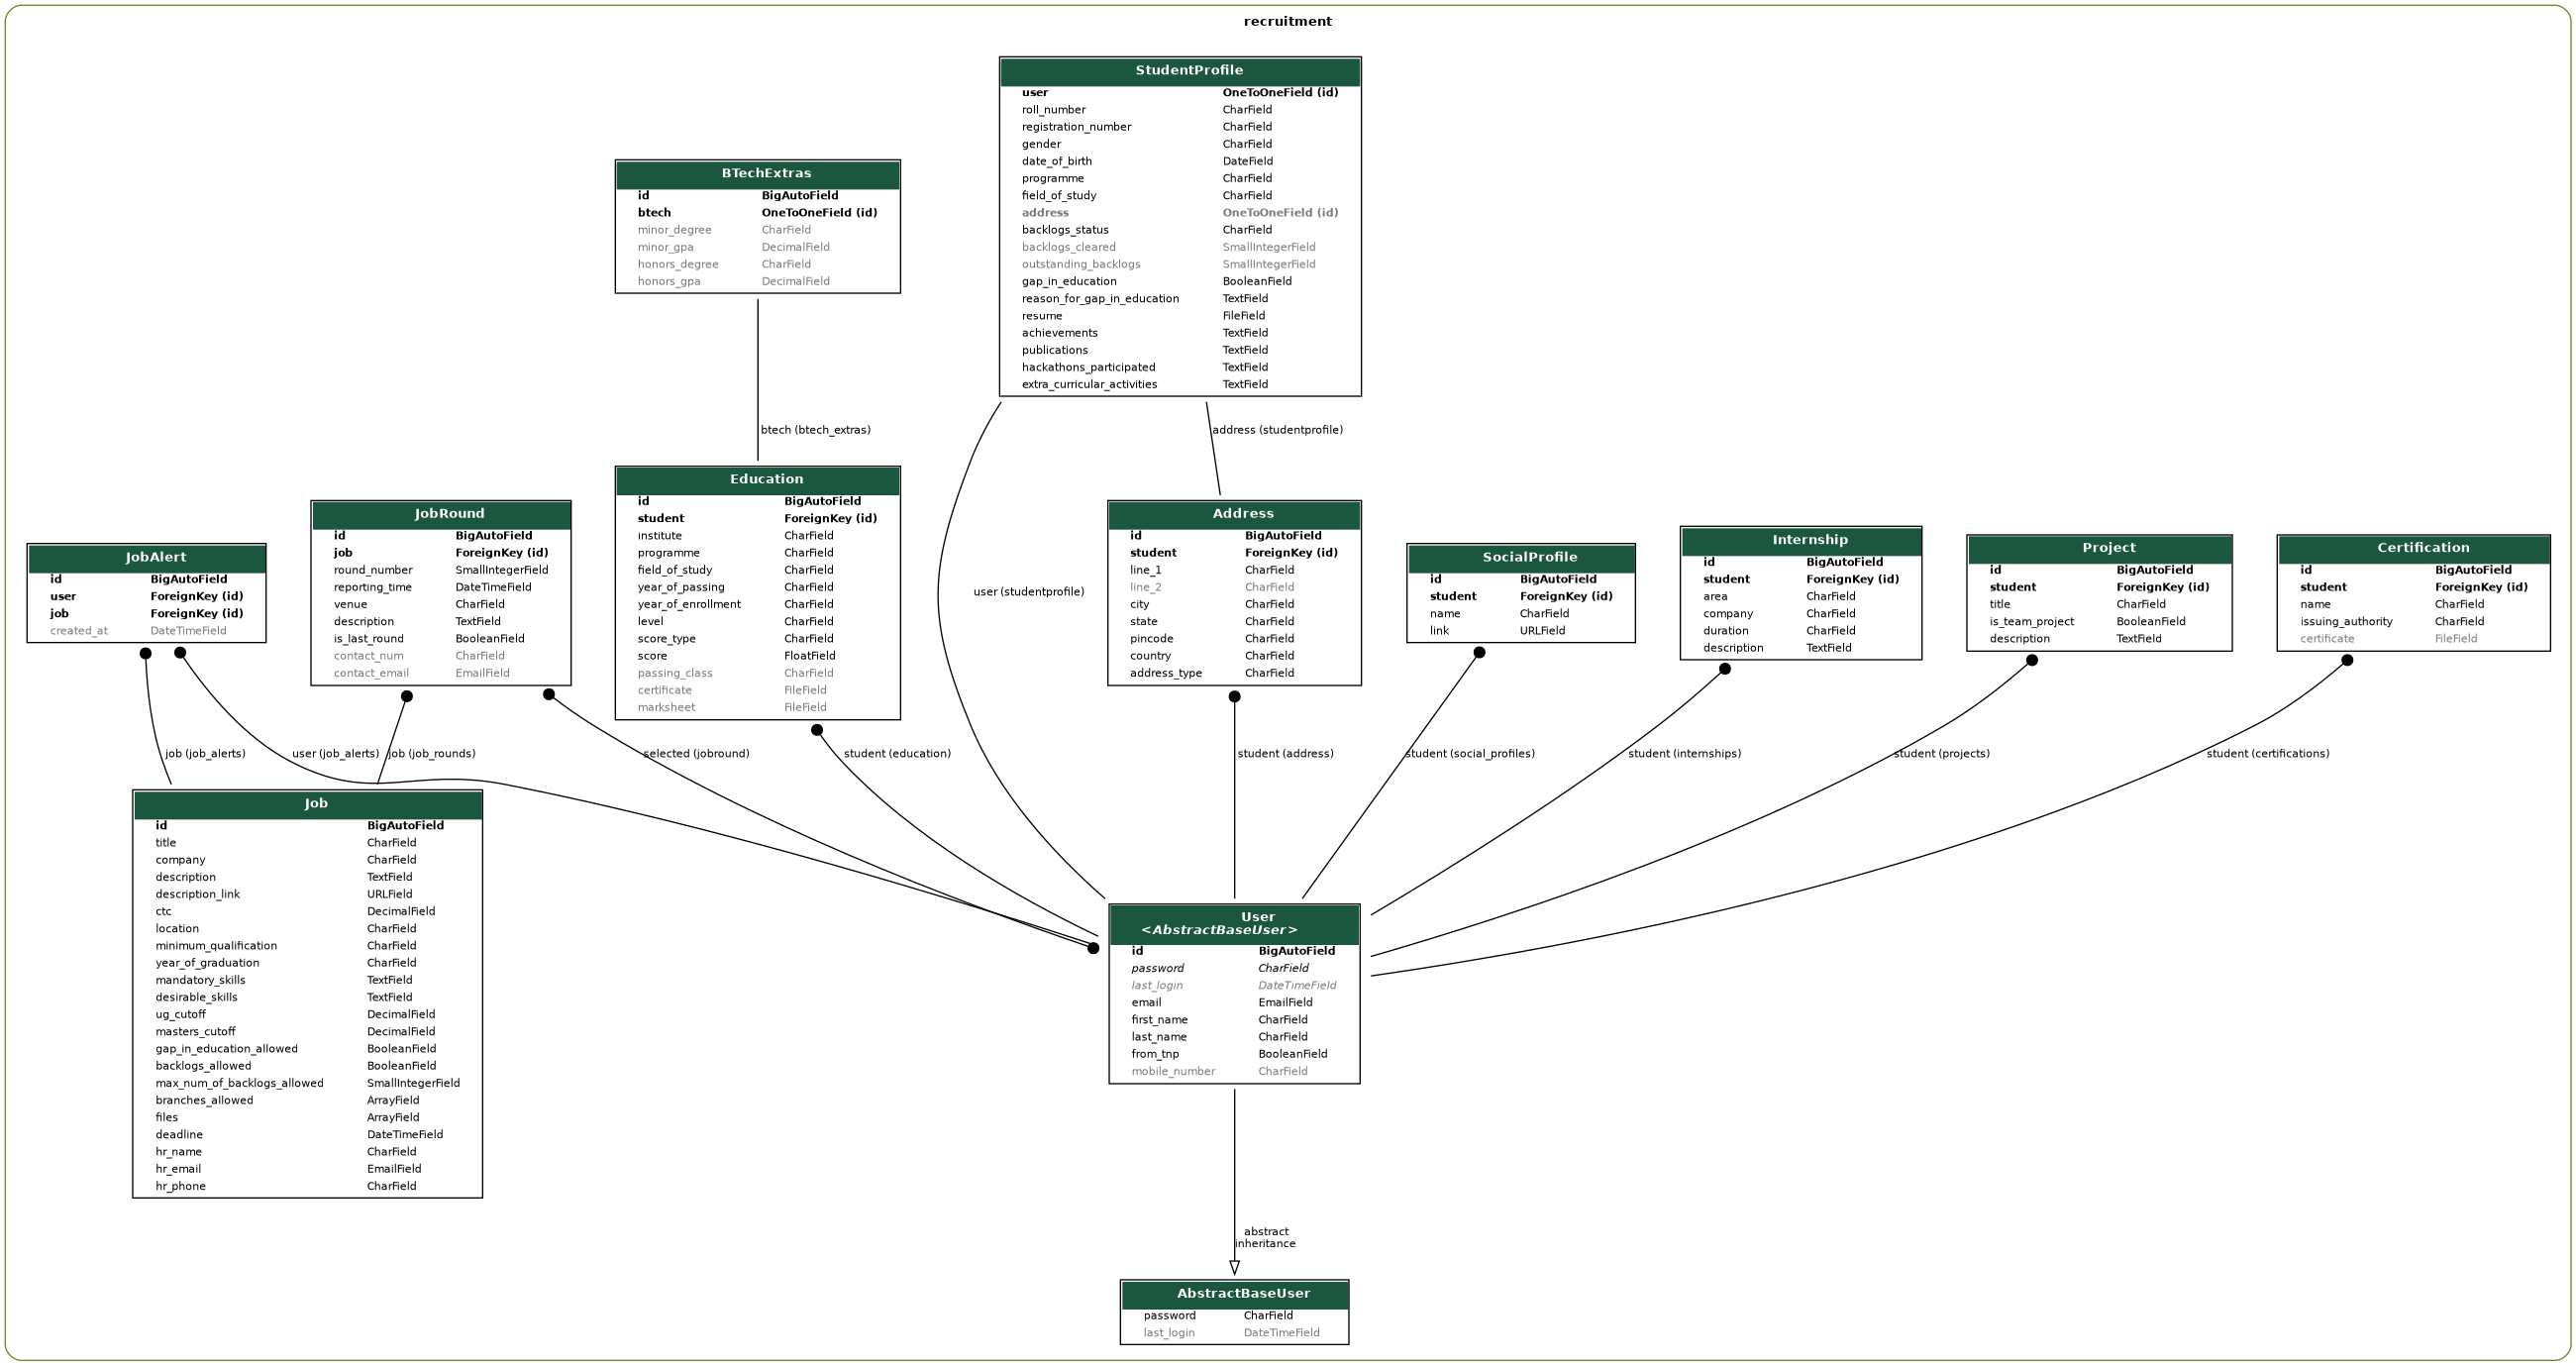 recruitment
StudentProfile
user OneToOneField (id)
roll_number CharField
registration_number CharField
gender CharField
date_of_birth DateField
programme CharField
field_of_study CharField
address OneToOneField (id)
backlogs_status CharField
backlogs_cleared SmallIntegerField
outstanding_backlogs SmallIntegerField
gap_in_education BooleanField
reason_for_gap_in_education TextField
resume FileField
achievements TextField
publications TextField
hackathons_participated TextField
extra_curricular_activities TextField
BTechExtras
id BigAutoField
btech OneToOneField (id)
minor_degree CharField
minor_gpa DecimalField
honors_degree CharField
honors_gpa DecimalField
btech (btech_extras)
address (studentprofile)
user (studentprofile)
JobAlert
id BigAutoField
user ForeignKey (id)
job ForeignKey (id)
created_at DateTimeField
JobRound
id BigAutoField
job ForeignKey (id)
round_number SmallIntegerField
reporting_time DateTimeField
venue CharField
description TextField
is_last_round BooleanField
contact_num CharField
contact_email EmailField
Education
id BigAutoField
student ForeignKey (id)
institute CharField
programme CharField
field_of_study CharField
year_of_passing CharField
year_of_enrollment CharField
level CharField
score_type CharField
score FloatField
passing_class CharField
certificate FileField
marksheet FileField
Address
id BigAutoField
student ForeignKey (id)
line_1 CharField
line_2 CharField
city CharField
state CharField
pincode CharField
country CharField
address_type CharField
SocialProfile
id BigAutoField
student ForeignKey (id)
name CharField
link URLField
Internship
id BigAutoField
student ForeignKey (id)
area CharField
company CharField
duration CharField
description TextField
Project
id BigAutoField
student ForeignKey (id)
title CharField
is_team_project BooleanField
description TextField
Certification
id BigAutoField
student ForeignKey (id)
name CharField
issuing_authority CharField
certificate FileField
job (job_alerts)
user (job_alerts)
job (job_rounds)
selected (jobround)
student (education)
student (address)
student (social_profiles)
student (internships)
student (projects)
student (certifications)
Job
id BigAutoField
title CharField
company CharField
description TextField
description_link URLField
ctc DecimalField
location CharField
minimum_qualification CharField
year_of_graduation CharField
mandatory_skills TextField
desirable_skills TextField
ug_cutoff DecimalField
masters_cutoff DecimalField
gap_in_education_allowed BooleanField
backlogs_allowed BooleanField
max_num_of_backlogs_allowed SmallIntegerField
branches_allowed ArrayField
files ArrayField
deadline DateTimeField
hr_name CharField
hr_email EmailField
hr_phone CharField
User
<AbstractBaseUser>
id BigAutoField
password CharField
last_login DateTimeField
email EmailField
first_name CharField
last_name CharField
from_tnp BooleanField
mobile_number CharField
abstract
inheritance
AbstractBaseUser
password CharField
last_login DateTimeField